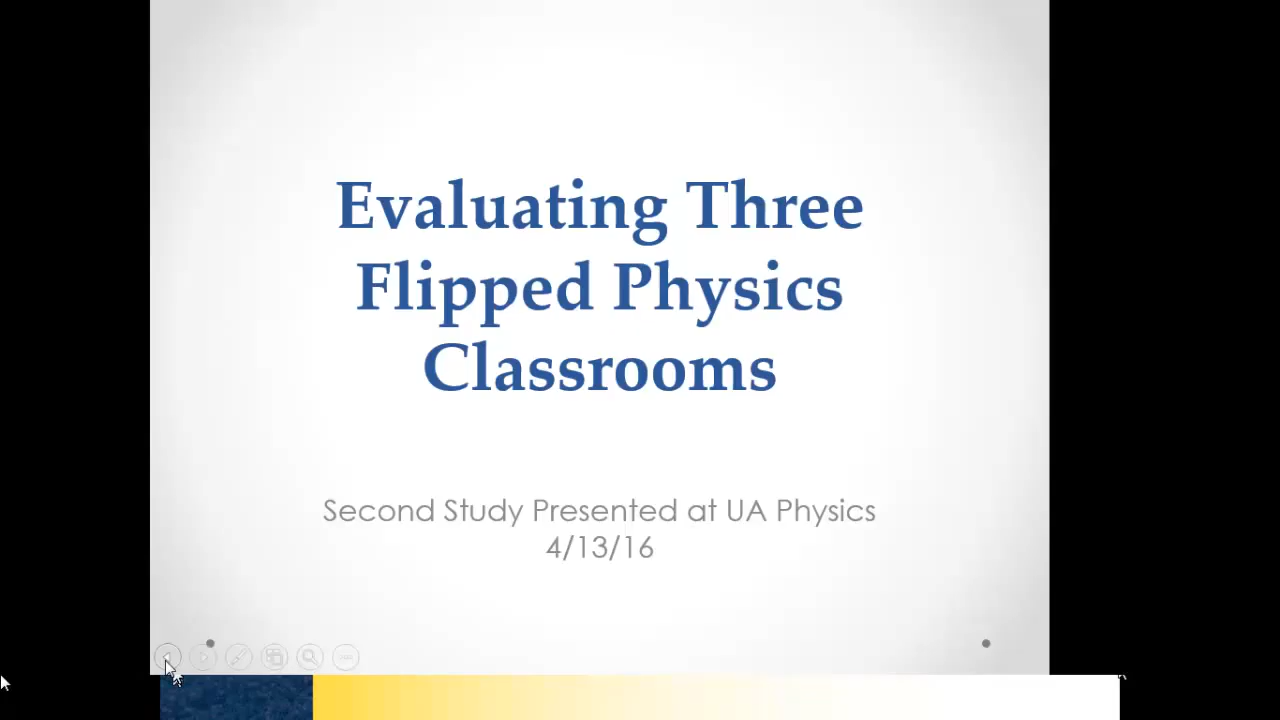 Evaluating Three
Flipped Physics
Classrooms
Second Study Presented at UA Physics
4/13/16